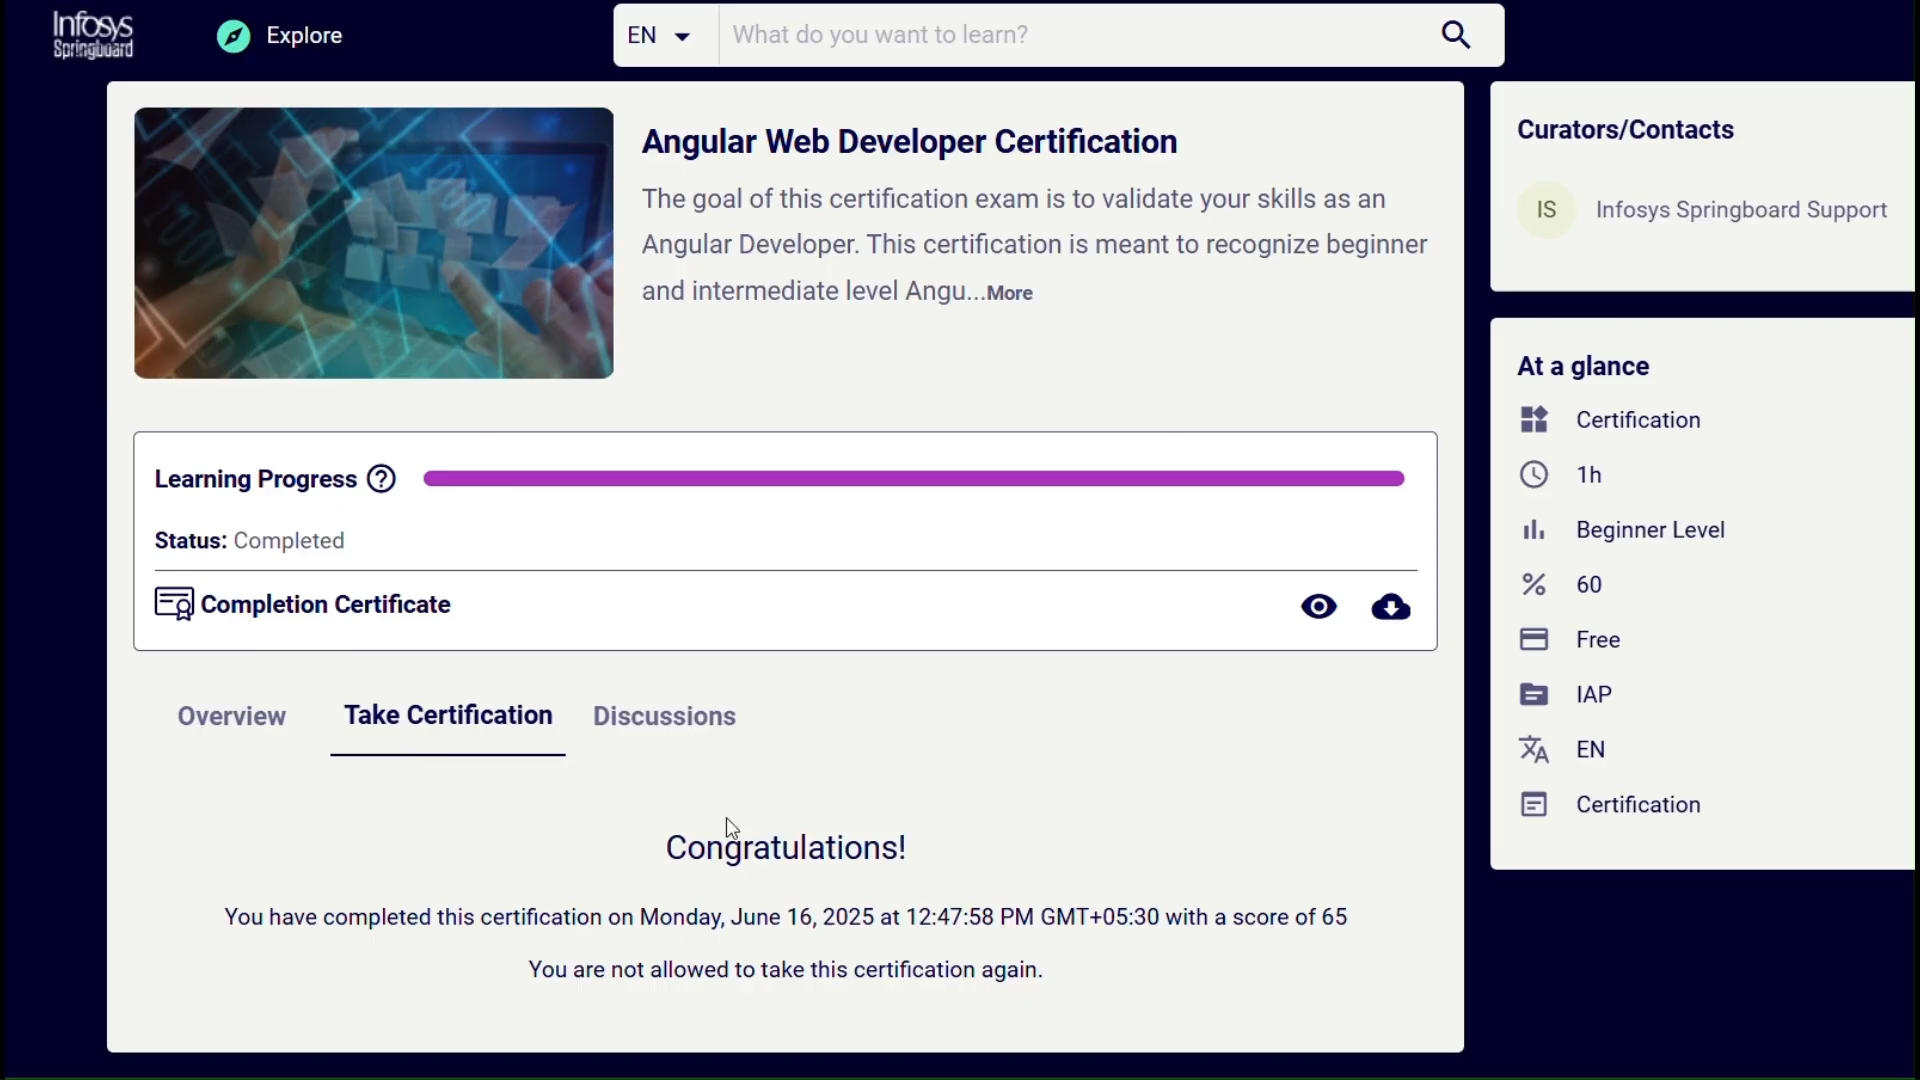 Infosys
Springboard
Explore
EN
What do you want to learn?
Angular Web Developer Certification
The goal of this certification exam is to validate your skills as an
Angular Developer. This certification is meant to recognize beginner
and intermediate level Angu...More
Learning Progress
Status: Completed
Completion Certificate
Overview
Take Certification
Discussions
Congratulations!
You have completed this certification on Monday, June 16, 2025 at 12:47:58 PM GMT+05:30 with a score of 65
You are not allowed to take this certification again.
Curators/Contacts
IS
Infosys Springboard Support
At a glance
Certification
1h
Beginner Level
% 60
Free
IAP
EN
Certification